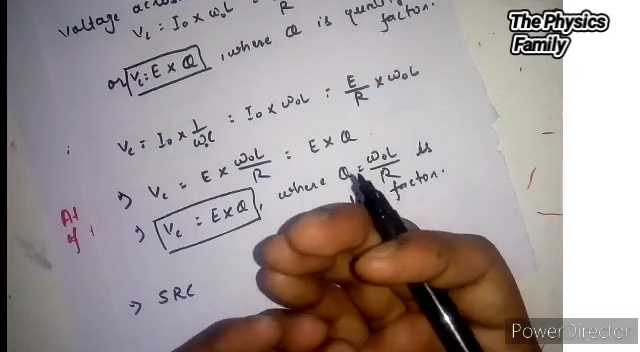 voltage across
V_L = I₀ × ω₀L
R
or V_L = E × Q , where Q is quality factor.
V_C = I₀ × 1/ω₀C = I₀ × ω₀L = E/R × ω₀L
⇒ V_C = E × ω₀L/R = E × Q
⇒ V_C = E × Q , where Q = ω₀L/R is
factor.
⇒ SRC
The Physics
Family
PowerDirector